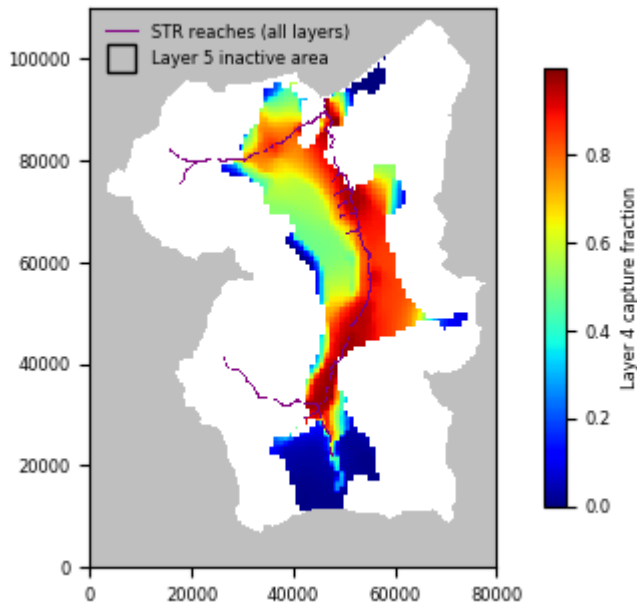 STR reaches (all layers)
Layer 5 inactive area
100000
80000
60000
40000
20000
0
0 20000 40000 60000 80000
0.8
0.6
0.4
0.2
0.0
Layer 4 capture fraction